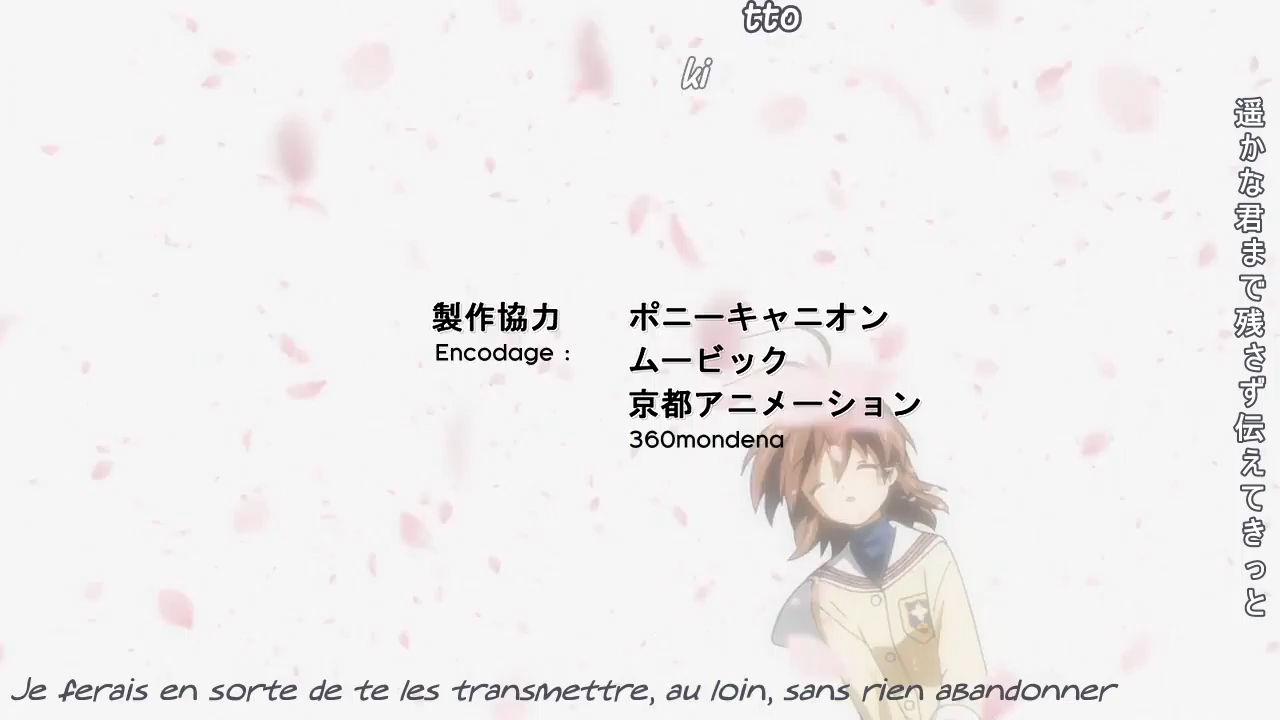 tto
ki
遥かな君まで残さず伝えてきっと
製作協力
Encodage :
ポニーキャニオン
ムービック
京都アニメーション
360mondena
Je ferais en sorte de te les transmettre, au loin, sans rien abandonner